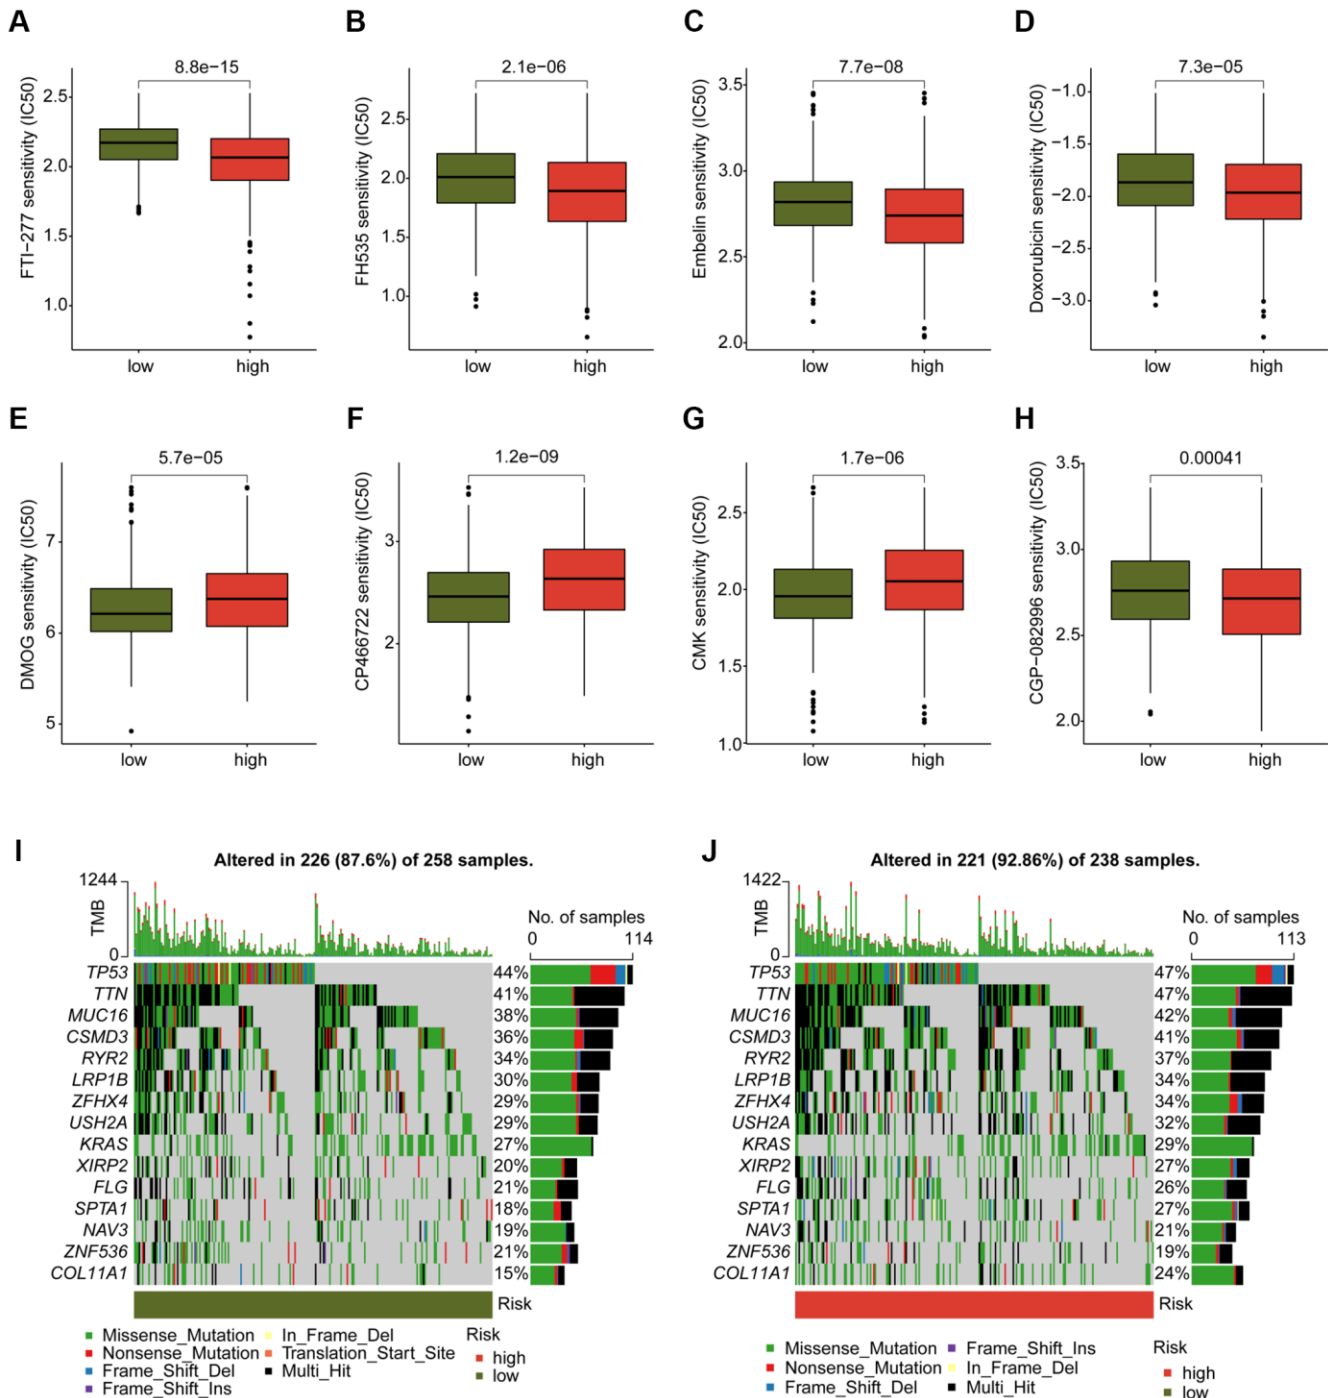 A
B
C
D
8.8e−15
2.1e−06
7.7e−08
7.3e−05
FTI−277 sensitivity (IC50)
2.5
2.0
1.5
1.0
low
high
FH535 sensitivity (IC50)
2.5
2.0
1.5
1.0
low
high
Embelin sensitivity (IC50)
3.5
3.0
2.5
2.0
low
high
Doxorubicin sensitivity (IC50)
−1.0
−1.5
−2.0
−2.5
−3.0
low
high
E
F
G
H
5.7e−05
1.2e−09
1.7e−06
0.00041
DMOG sensitivity (IC50)
7
6
5
low
high
CP466722 sensitivity (IC50)
3
2
low
high
CMK sensitivity (IC50)
2.5
2.0
1.5
1.0
low
high
CGP−082996 sensitivity (IC50)
3.5
3.0
2.5
2.0
low
high
I
Altered in 226 (87.6%) of 258 samples.
1244
TMB
0
No. of samples
0 114
TP53 44%
TTN 41%
MUC16 38%
CSMD3 36%
RYR2 34%
LRP1B 30%
ZFHX4 29%
USH2A 29%
KRAS 27%
XIRP2 20%
FLG 21%
SPTA1 18%
NAV3 19%
ZNF536 21%
COL11A1 15%
Risk
Missense_Mutation
Nonsense_Mutation
Frame_Shift_Del
Frame_Shift_Ins
In_Frame_Del
Translation_Start_Site
Multi_Hit
Risk
high
low
J
Altered in 221 (92.86%) of 238 samples.
1422
TMB
0
No. of samples
0 113
TP53 47%
TTN 47%
MUC16 42%
CSMD3 41%
RYR2 37%
LRP1B 34%
ZFHX4 34%
USH2A 32%
KRAS 29%
XIRP2 27%
FLG 26%
SPTA1 27%
NAV3 21%
ZNF536 19%
COL11A1 24%
Risk
Missense_Mutation
Nonsense_Mutation
Frame_Shift_Del
Frame_Shift_Ins
In_Frame_Del
Multi_Hit
Risk
high
low